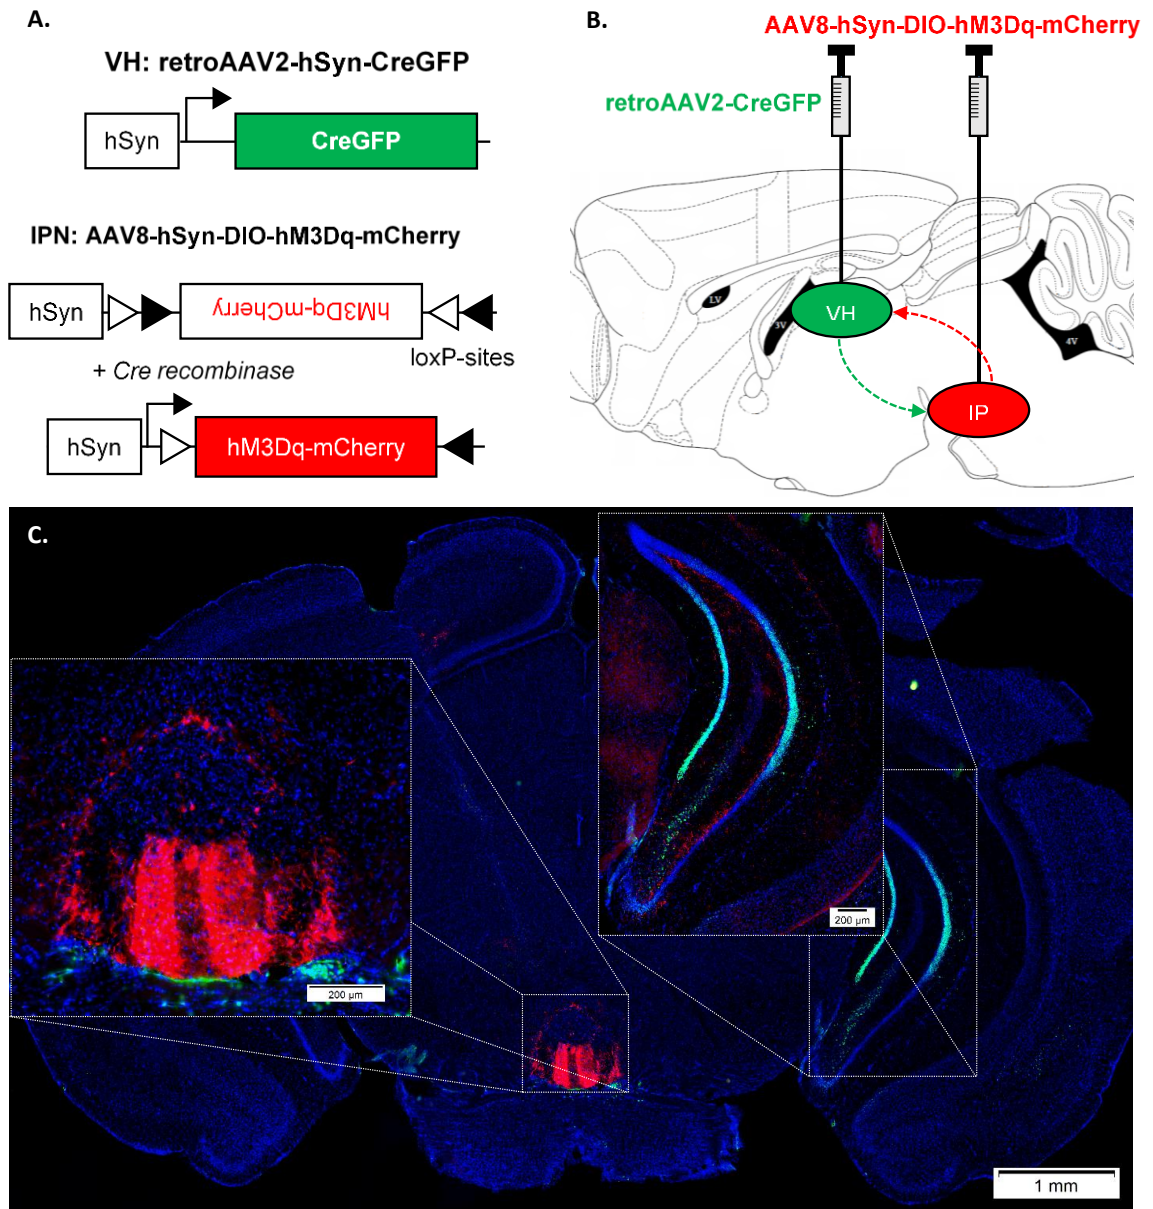 A.
VH: retroAAV2-hSyn-CreGFP
hSyn
CreGFP
IPN: AAV8-hSyn-DIO-hM3Dq-mCherry
hSyn
hM3Dq-mCherry
loxP-sites
+ Cre recombinase
hSyn
hM3Dq-mCherry
B.
AAV8-hSyn-DIO-hM3Dq-mCherry
retroAAV2-CreGFP
LV
3V
VH
4V
IP
C.
200 µm
200 µm
1 mm